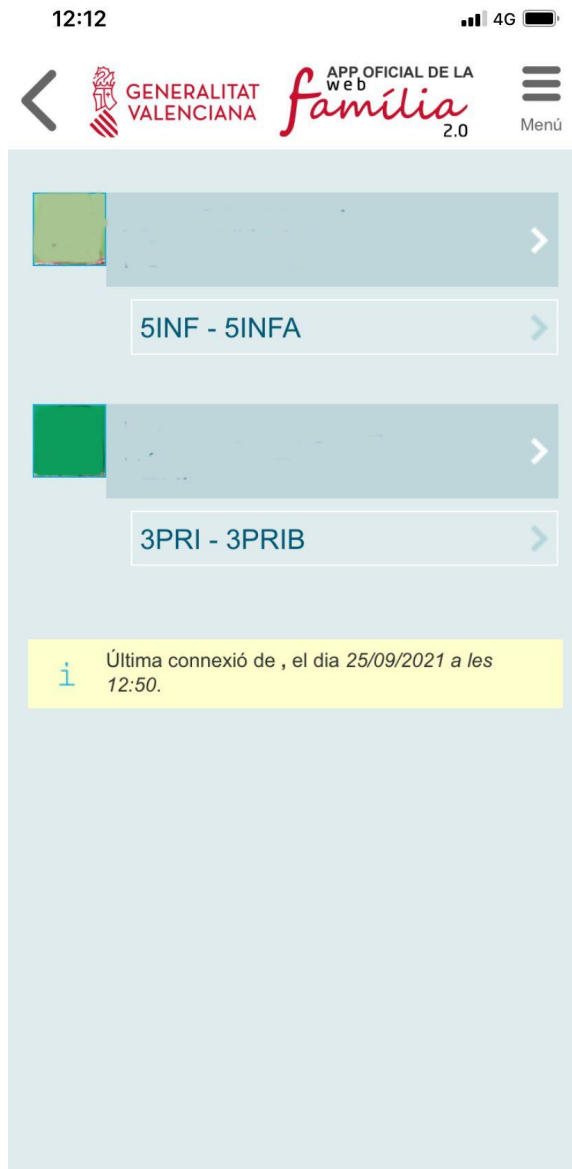 12:12
4G
GENERALITAT
VALENCIANA
APP OFICIAL DE LA
web
família
2.0
Menú
5INF - 5INFA
3PRI - 3PRIB
i
Última connexió de , el dia 25/09/2021 a les
12:50.